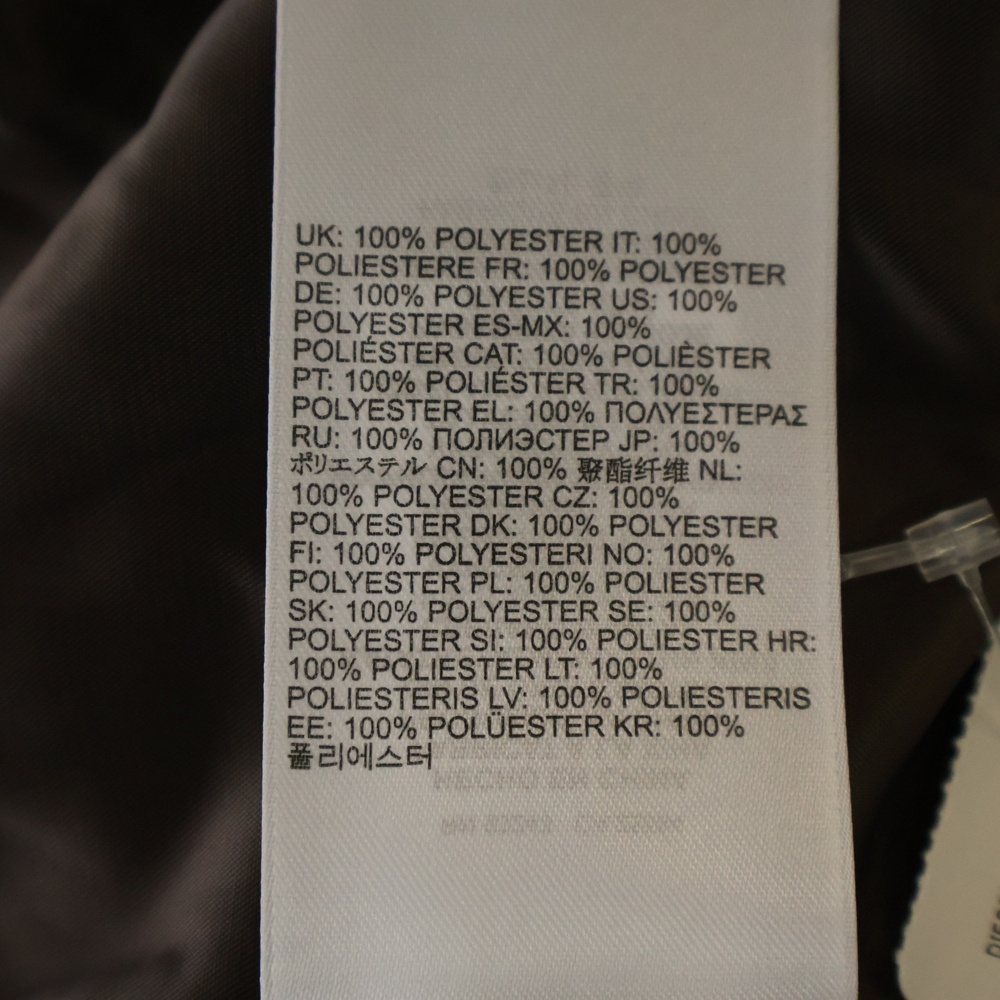 UK: 100% POLYESTER IT: 100%
POLIESTERE FR: 100% POLYESTER
DE: 100% POLYESTER US: 100%
POLYESTER ES-MX: 100%
POLIÉSTER CAT: 100% POLIÈSTER
PT: 100% POLIÉSTER TR: 100%
POLYESTER EL: 100% ΠΟΛΥΕΣΤΕΡΑΣ
RU: 100% ПОЛИЭСТЕР JP: 100%
ポリエステル CN: 100% 聚酯纤维 NL:
100% POLYESTER CZ: 100%
POLYESTER DK: 100% POLYESTER
FI: 100% POLYESTERI NO: 100%
POLYESTER PL: 100% POLIESTER
SK: 100% POLYESTER SE: 100%
POLYESTER SI: 100% POLIESTER HR:
100% POLIESTER LT: 100%
POLIESTERIS LV: 100% POLIESTERIS
EE: 100% POLÜESTER KR: 100%
폴리에스터